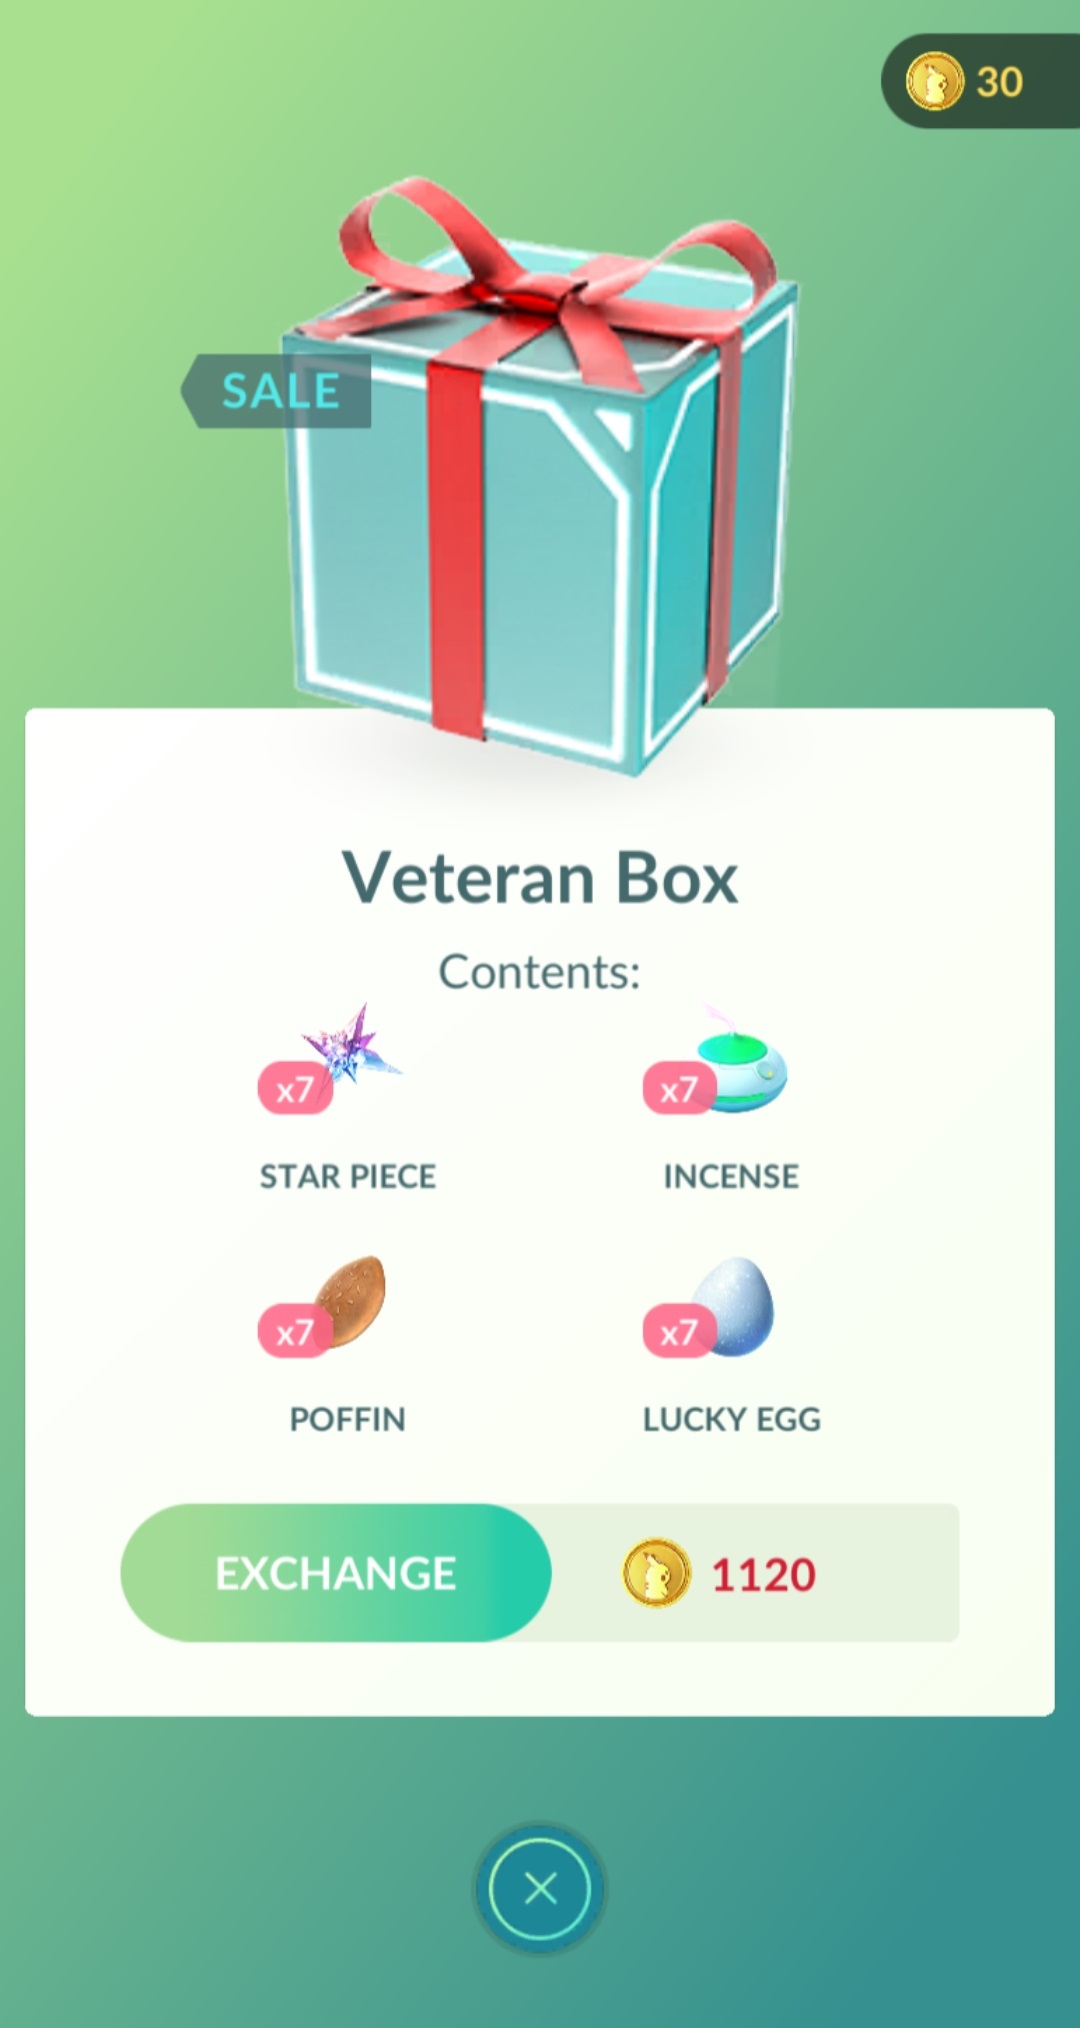 30
SALE
Veteran Box
Contents:
x7
x7
STAR PIECE
INCENSE
x7
x7
POFFIN
LUCKY EGG
EXCHANGE
1120